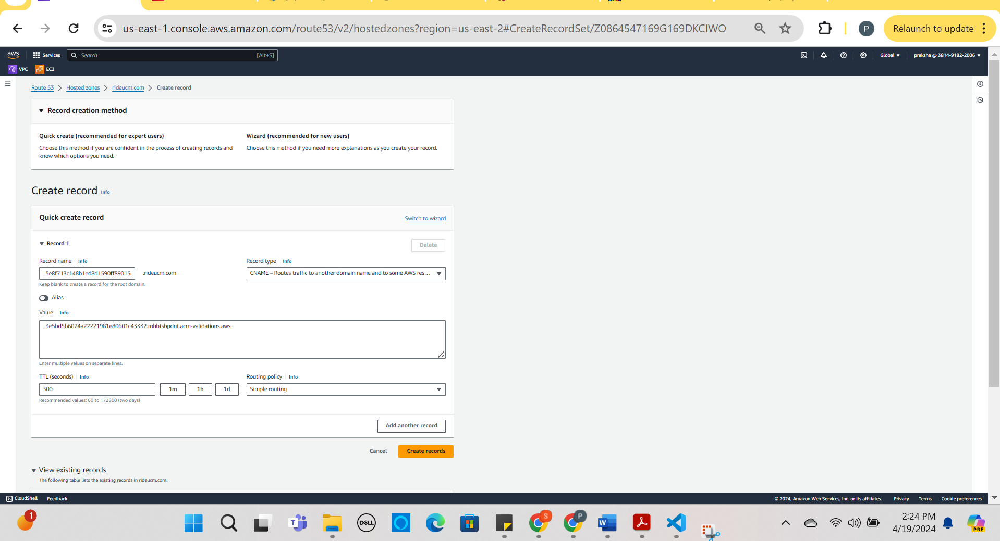 us-east-1.console.aws.amazon.com/route53/v2/hostedzones?region=us-east-2#CreateRecordSet/Z0864547169G169DKCIWO
P
Relaunch to update
aws
Services
Search
[Alt+S]
Global
preksha @ 3814-9182-2006
VPC
EC2
Route 53
Hosted zones
rideucm.com
Create record
Record creation method
Quick create (recommended for expert users)
Choose this method if you are confident in the process of creating records and
know which options you need.
Wizard (recommended for new users)
Choose this method if you need more explanations as you create your record.
Create record Info
Quick create record
Switch to wizard
Record 1
Delete
Record name Info
_5e8f713c148b1ed8d1590ff89015
.rideucm.com
Keep blank to create a record for the root domain.
Record type Info
CNAME – Routes traffic to another domain name and to some AWS res...
Alias
Value Info
_3e5bd5b6024a22221981e80601c43332.mhbtsbpdnt.acm-validations.aws.
Enter multiple values on separate lines.
TTL (seconds) Info
300
1m
1h
1d
Recommended values: 60 to 172800 (two days)
Routing policy Info
Simple routing
Add another record
Cancel
Create records
View existing records
The following table lists the existing records in rideucm.com.
CloudShell
Feedback
© 2024, Amazon Web Services, Inc. or its affiliates.
Privacy
Terms
Cookie preferences
1
T
DELL
S
P
W
2:24 PM
4/19/2024
PRE